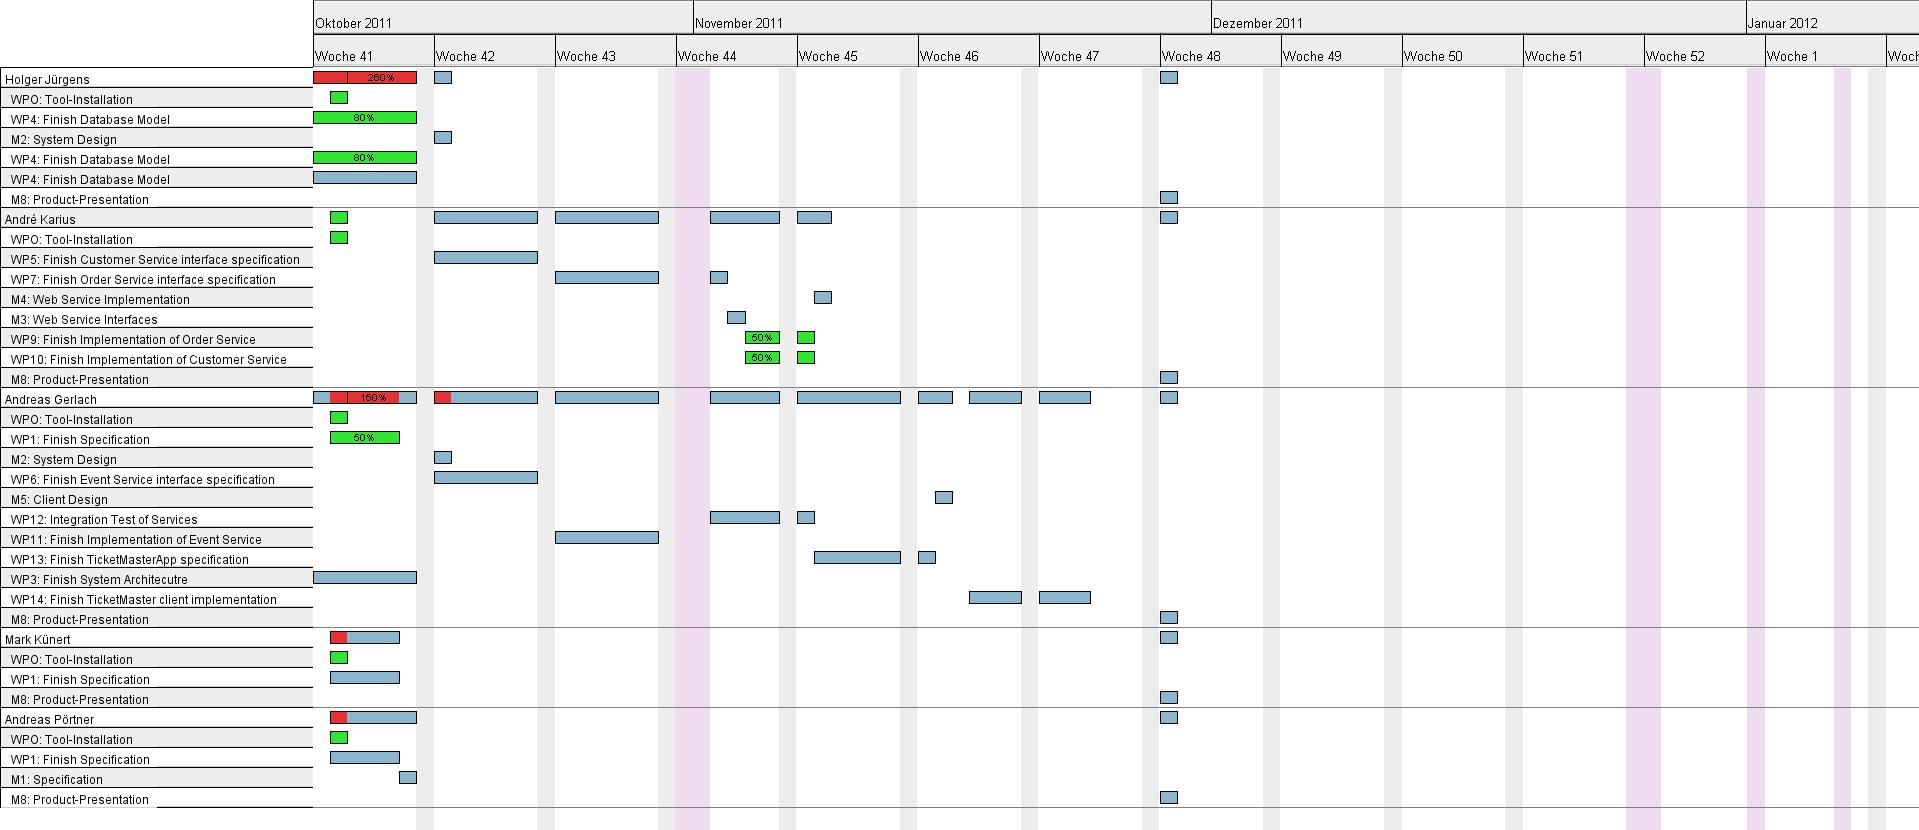 Oktober 2011 November 2011 Dezember 2011 Januar 2012
Woche 41 Woche 42 Woche 43 Woche 44 Woche 45 Woche 46 Woche 47 Woche 48 Woche 49 Woche 50 Woche 51 Woche 52 Woche 1 Woch
Holger Jürgens 260%
WPO: Tool-Installation
WP4: Finish Database Model 80%
M2: System Design
WP4: Finish Database Model 80%
WP4: Finish Database Model
M8: Product-Presentation
André Karius
WPO: Tool-Installation
WP5: Finish Customer Service interface specification
WP7: Finish Order Service interface specification
M4: Web Service Implementation
M3: Web Service Interfaces
WP9: Finish Implementation of Order Service 50%
WP10: Finish Implementation of Customer Service 50%
M8: Product-Presentation
Andreas Gerlach 150%
WPO: Tool-Installation
WP1: Finish Specification 50%
M2: System Design
WP6: Finish Event Service interface specification
M5: Client Design
WP12: Integration Test of Services
WP11: Finish Implementation of Event Service
WP13: Finish TicketMasterApp specification
WP3: Finish System Architecutre
WP14: Finish TicketMaster client implementation
M8: Product-Presentation
Mark Künert
WPO: Tool-Installation
WP1: Finish Specification
M8: Product-Presentation
Andreas Pörtner
WPO: Tool-Installation
WP1: Finish Specification
M1: Specification
M8: Product-Presentation